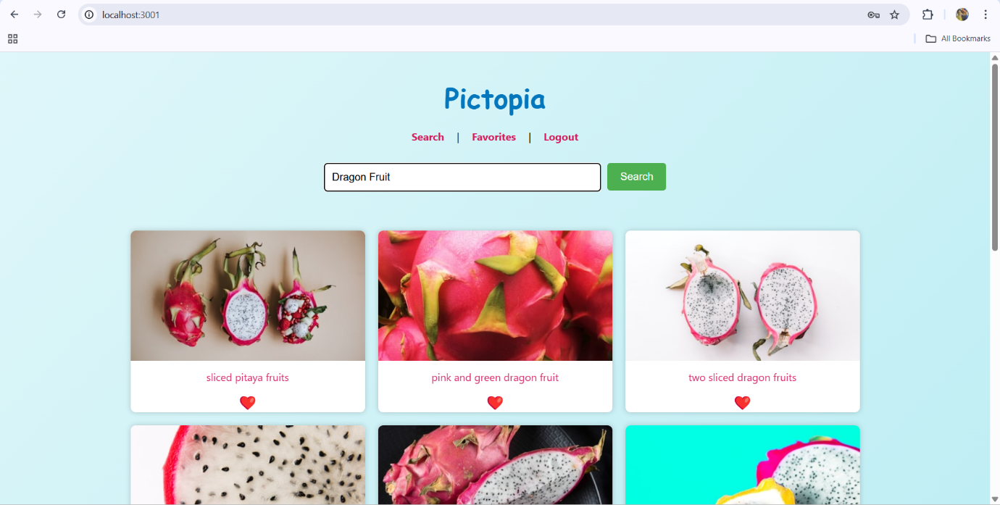 localhost:3001
All Bookmarks
Pictopia
Search | Favorites | Logout
Dragon Fruit Search
sliced pitaya fruits
pink and green dragon fruit
two sliced dragon fruits